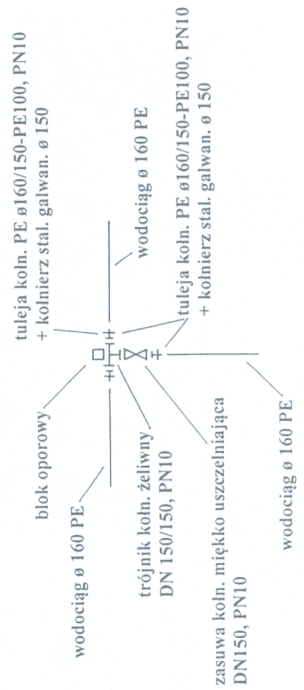 tuleja kołn. PE ø160/150-PE100, PN10
+ kołnierz stal. galwan. ø 150
blok oporowy
wodociąg ø 160 PE
wodociąg ø 160 PE
trójnik kołn. żeliwny
DN 150/150, PN10
tuleja kołn. PE ø160/150-PE100, PN10
+ kołnierz stal. galwan. ø 150
zasuwa kołn. miękko uszczelniająca
DN150, PN10
wodociąg ø 160 PE